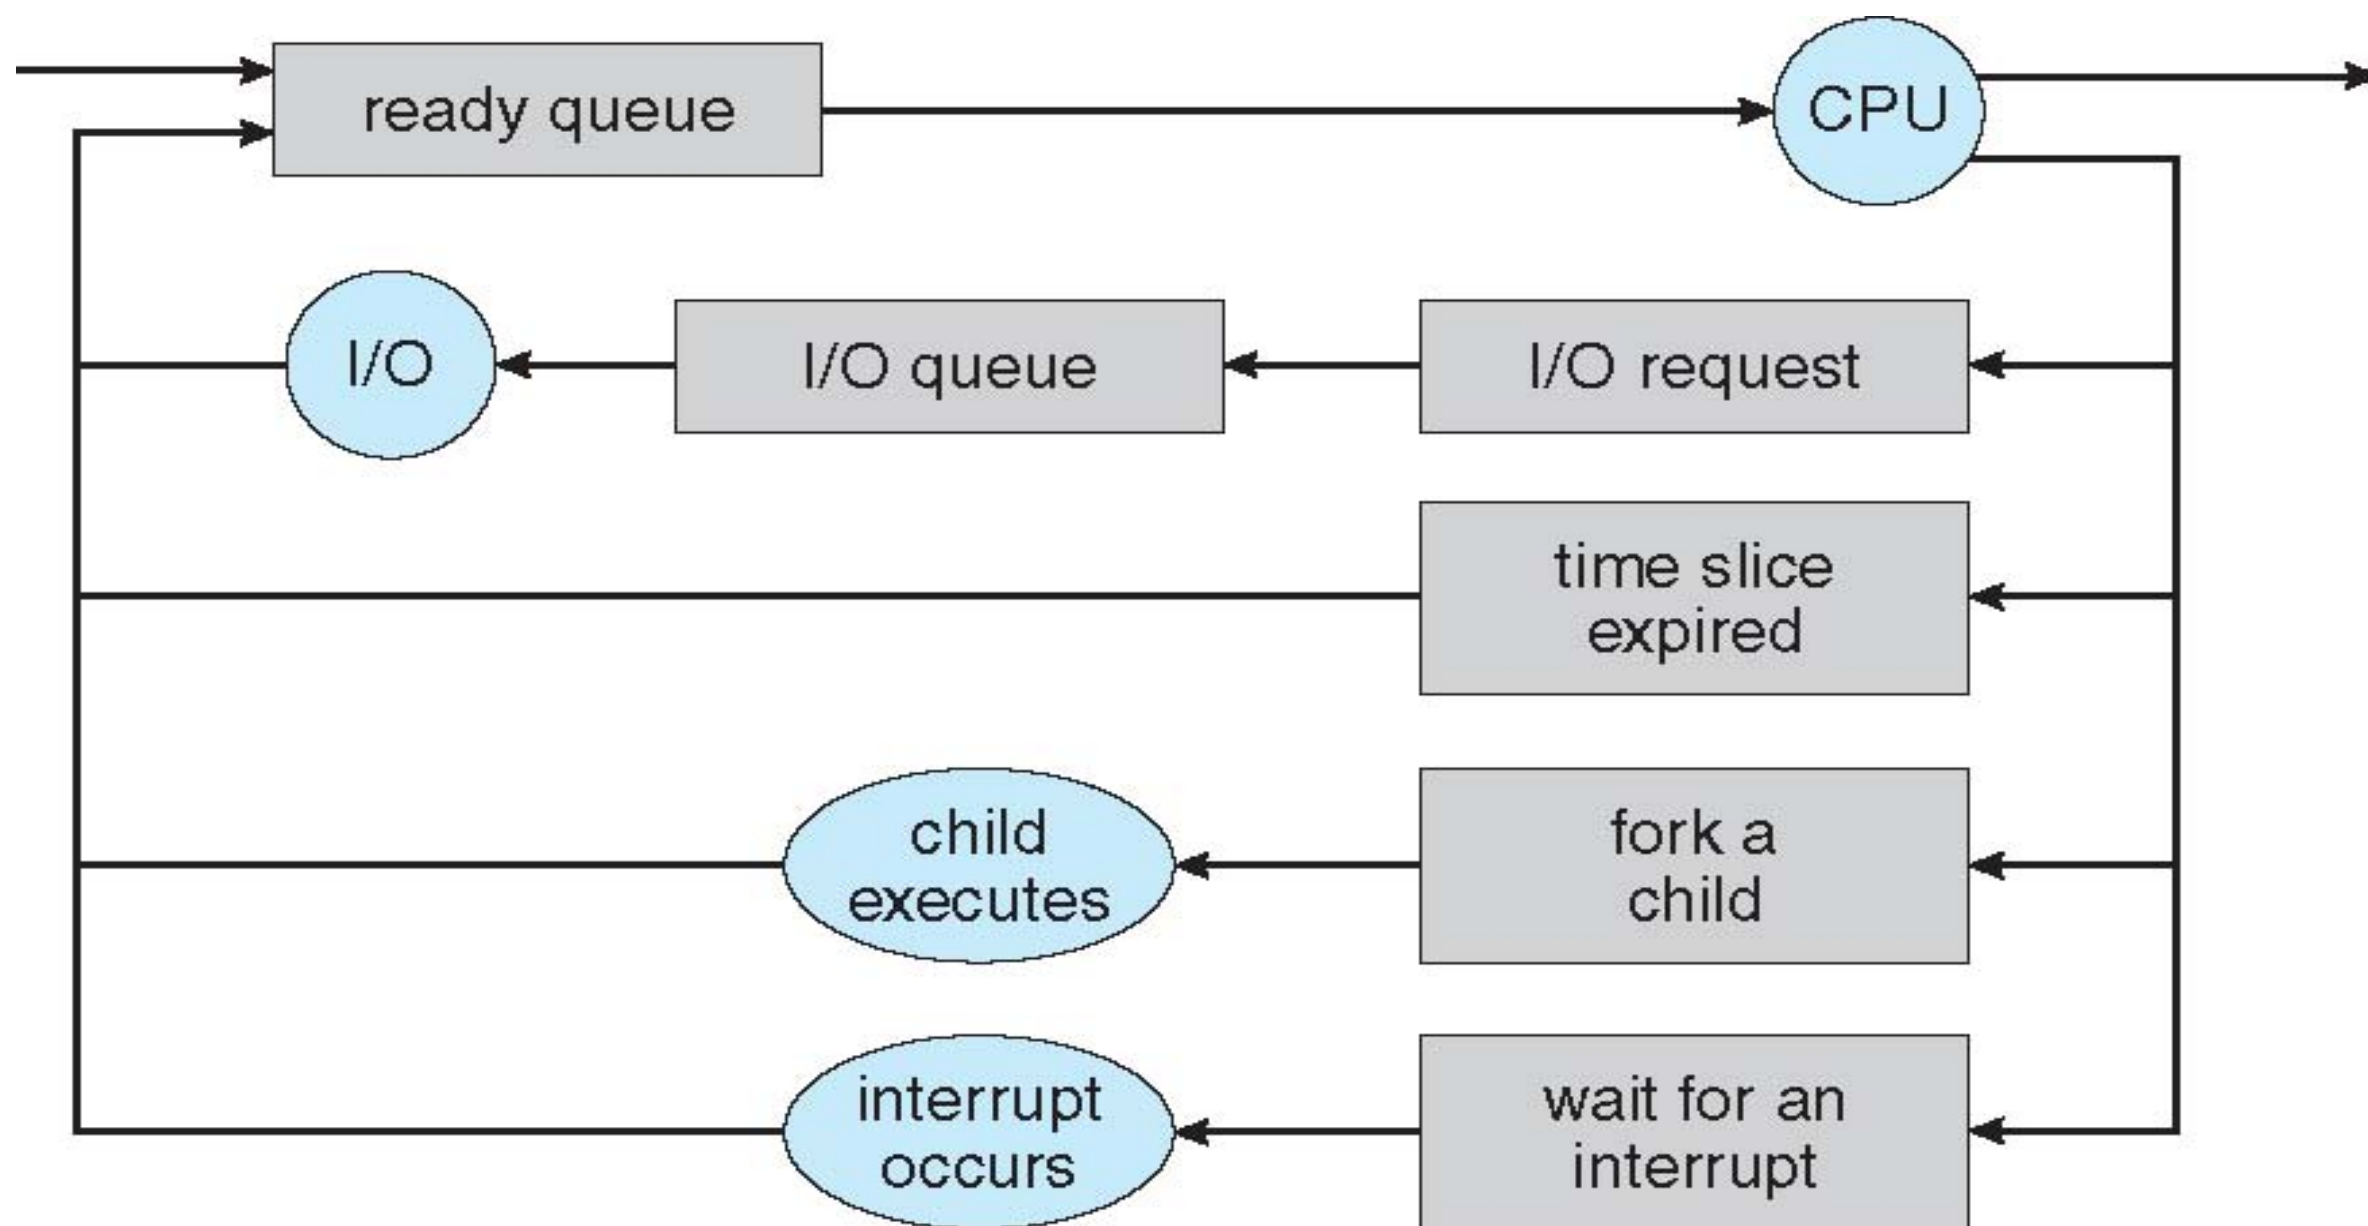 ready queue
CPU
I/O
I/O queue
I/O request
time slice
expired
child
executes
fork a
child
interrupt
occurs
wait for an
interrupt